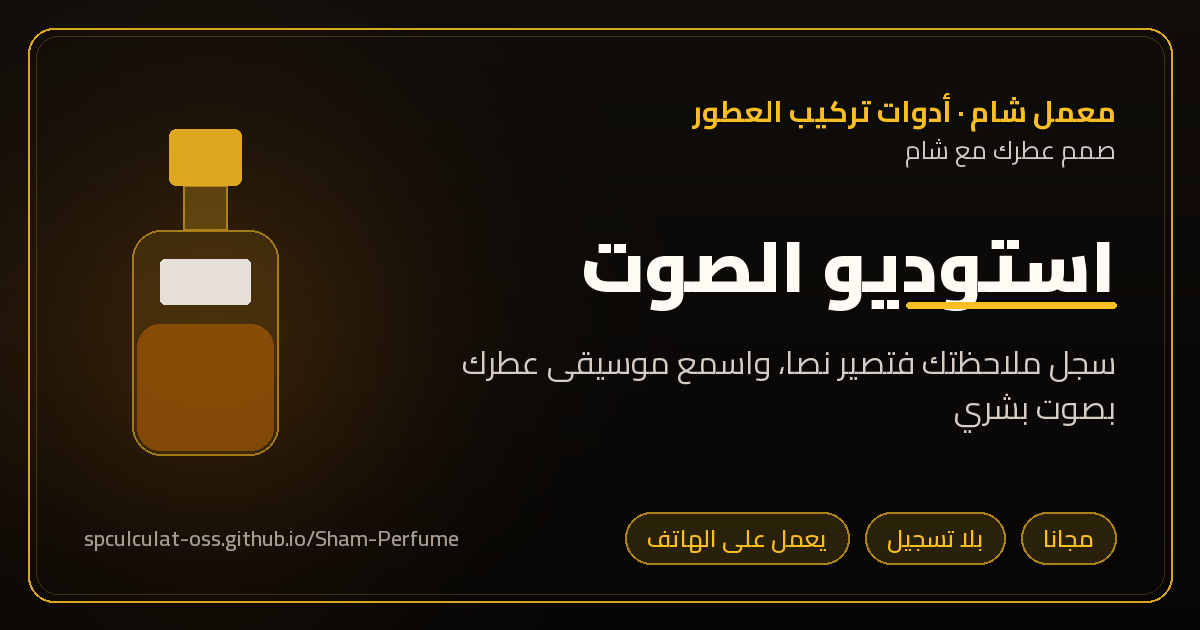 معمل شام · أدوات تركيب العطور
صمم عطرك مع شام
استوديو الصوت
سجل ملاحظتك فتصير نصا، واسمع موسيقى عطرك
بصوت بشري
مجانا
بلا تسجيل
يعمل على الهاتف
spculculat-oss.github.io/Sham-Perfume